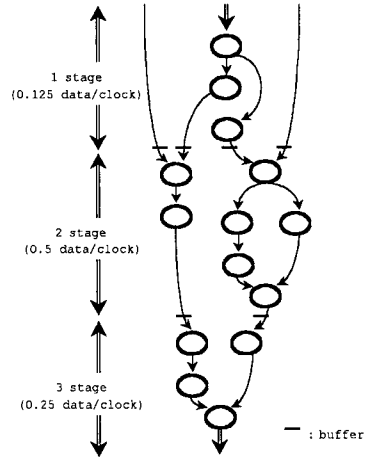 1 stage
(0.125 data/clock)
2 stage
(0.5 data/clock)
3 stage
(0.25 data/clock)
: buffer